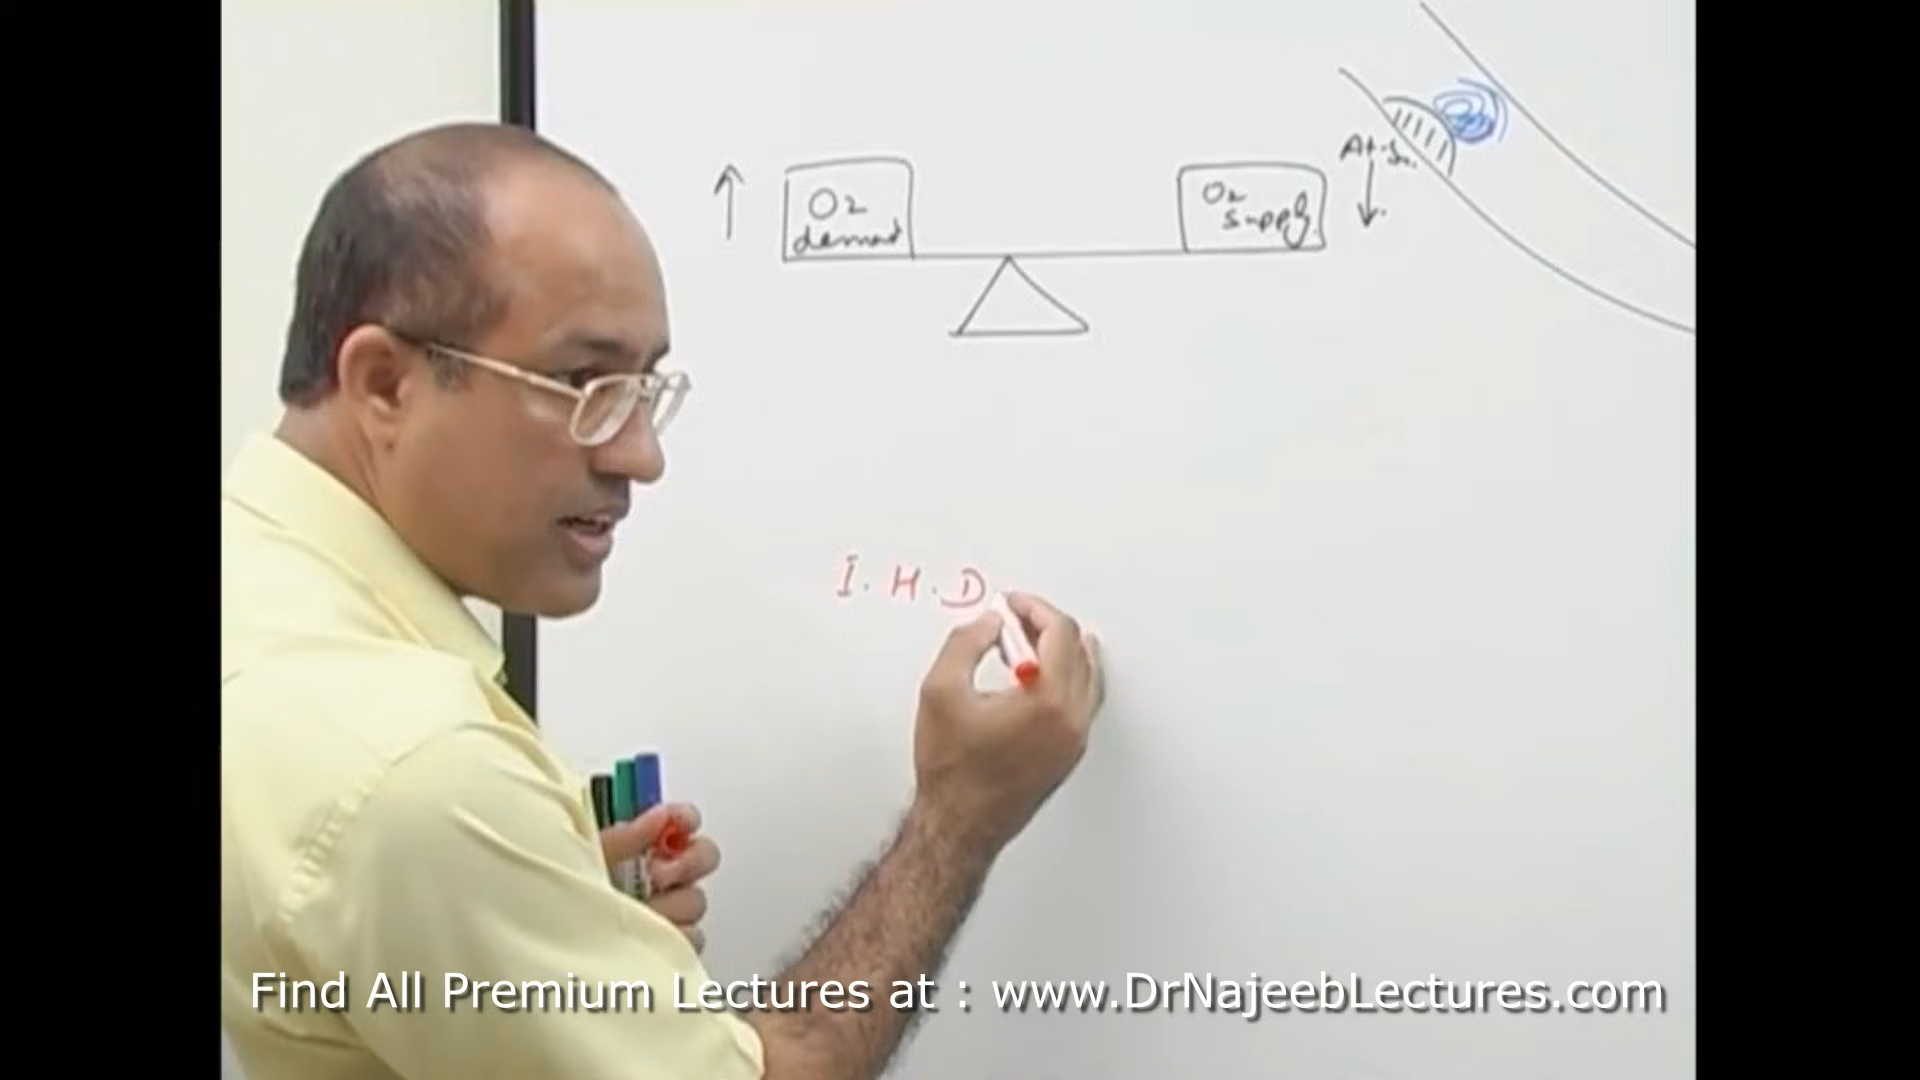 O2
demand
O2
supply
I. H. D.
Find All Premium Lectures at : www.DrNajeebLectures.com